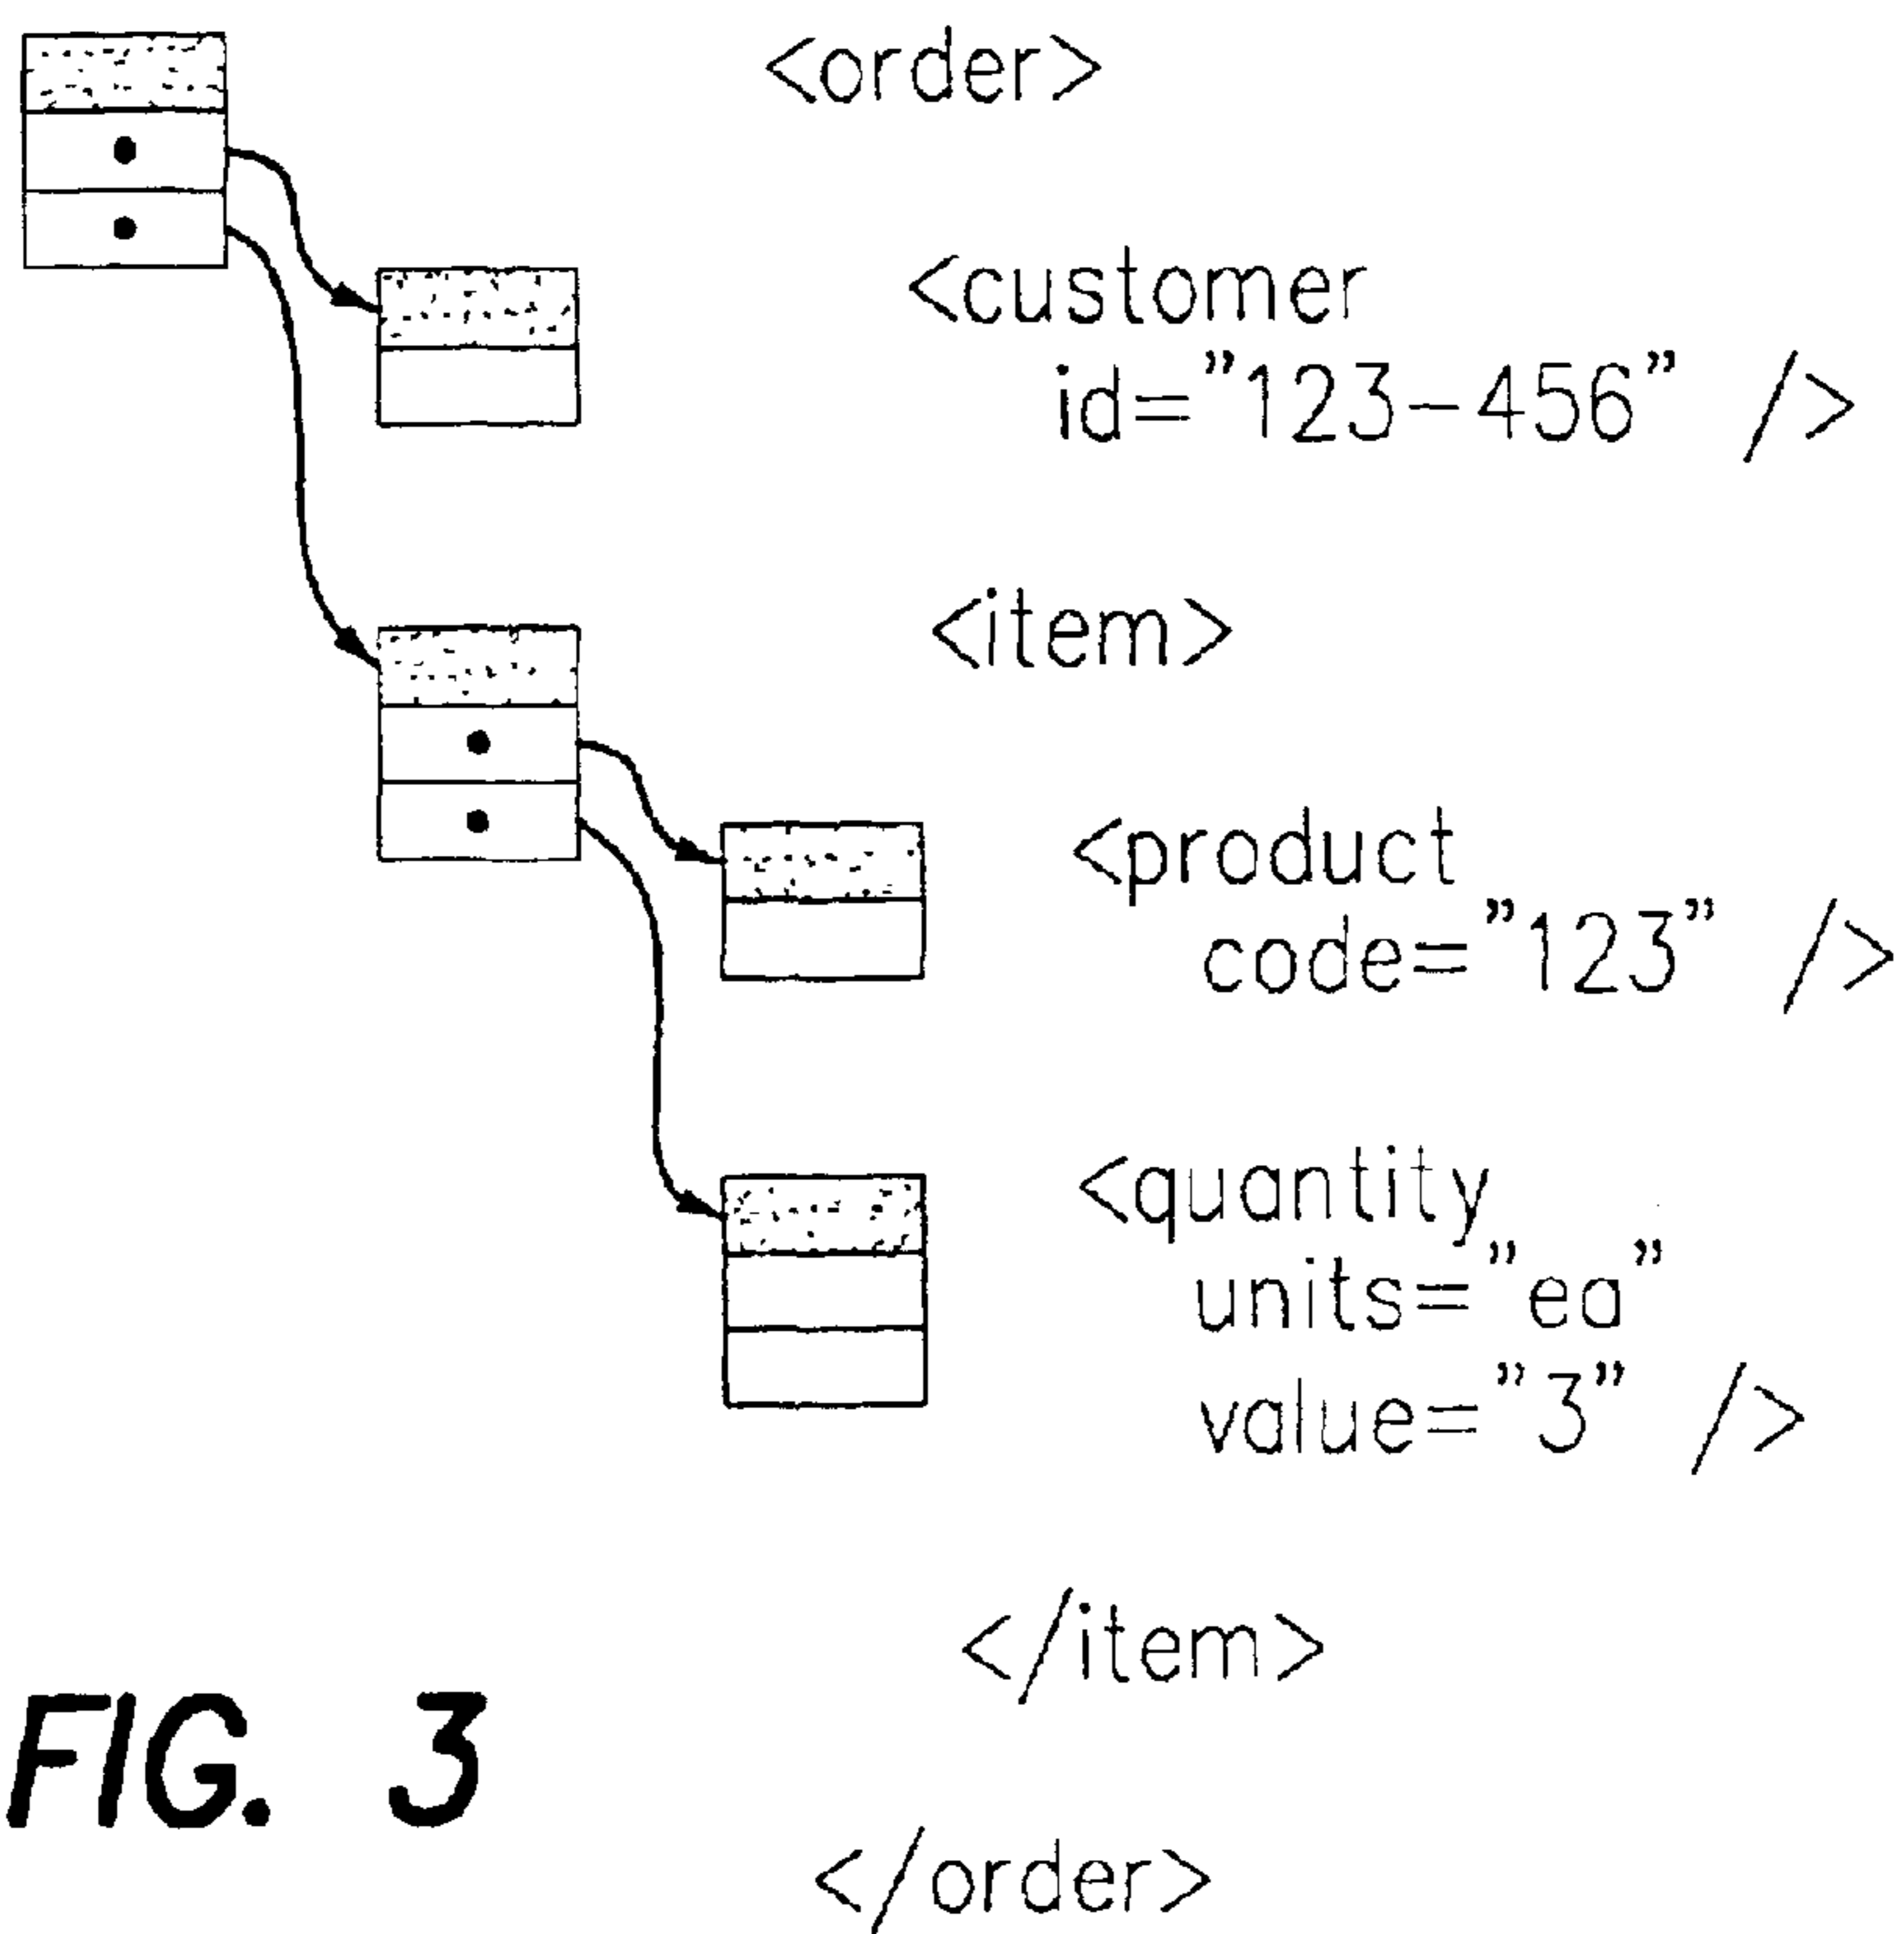 <order>
<customer
id=”123-456” />
<item>
<product
code=”123” />
<quantity
units=”ea”
value=”3” />
</item>
FIG. 3
</order>